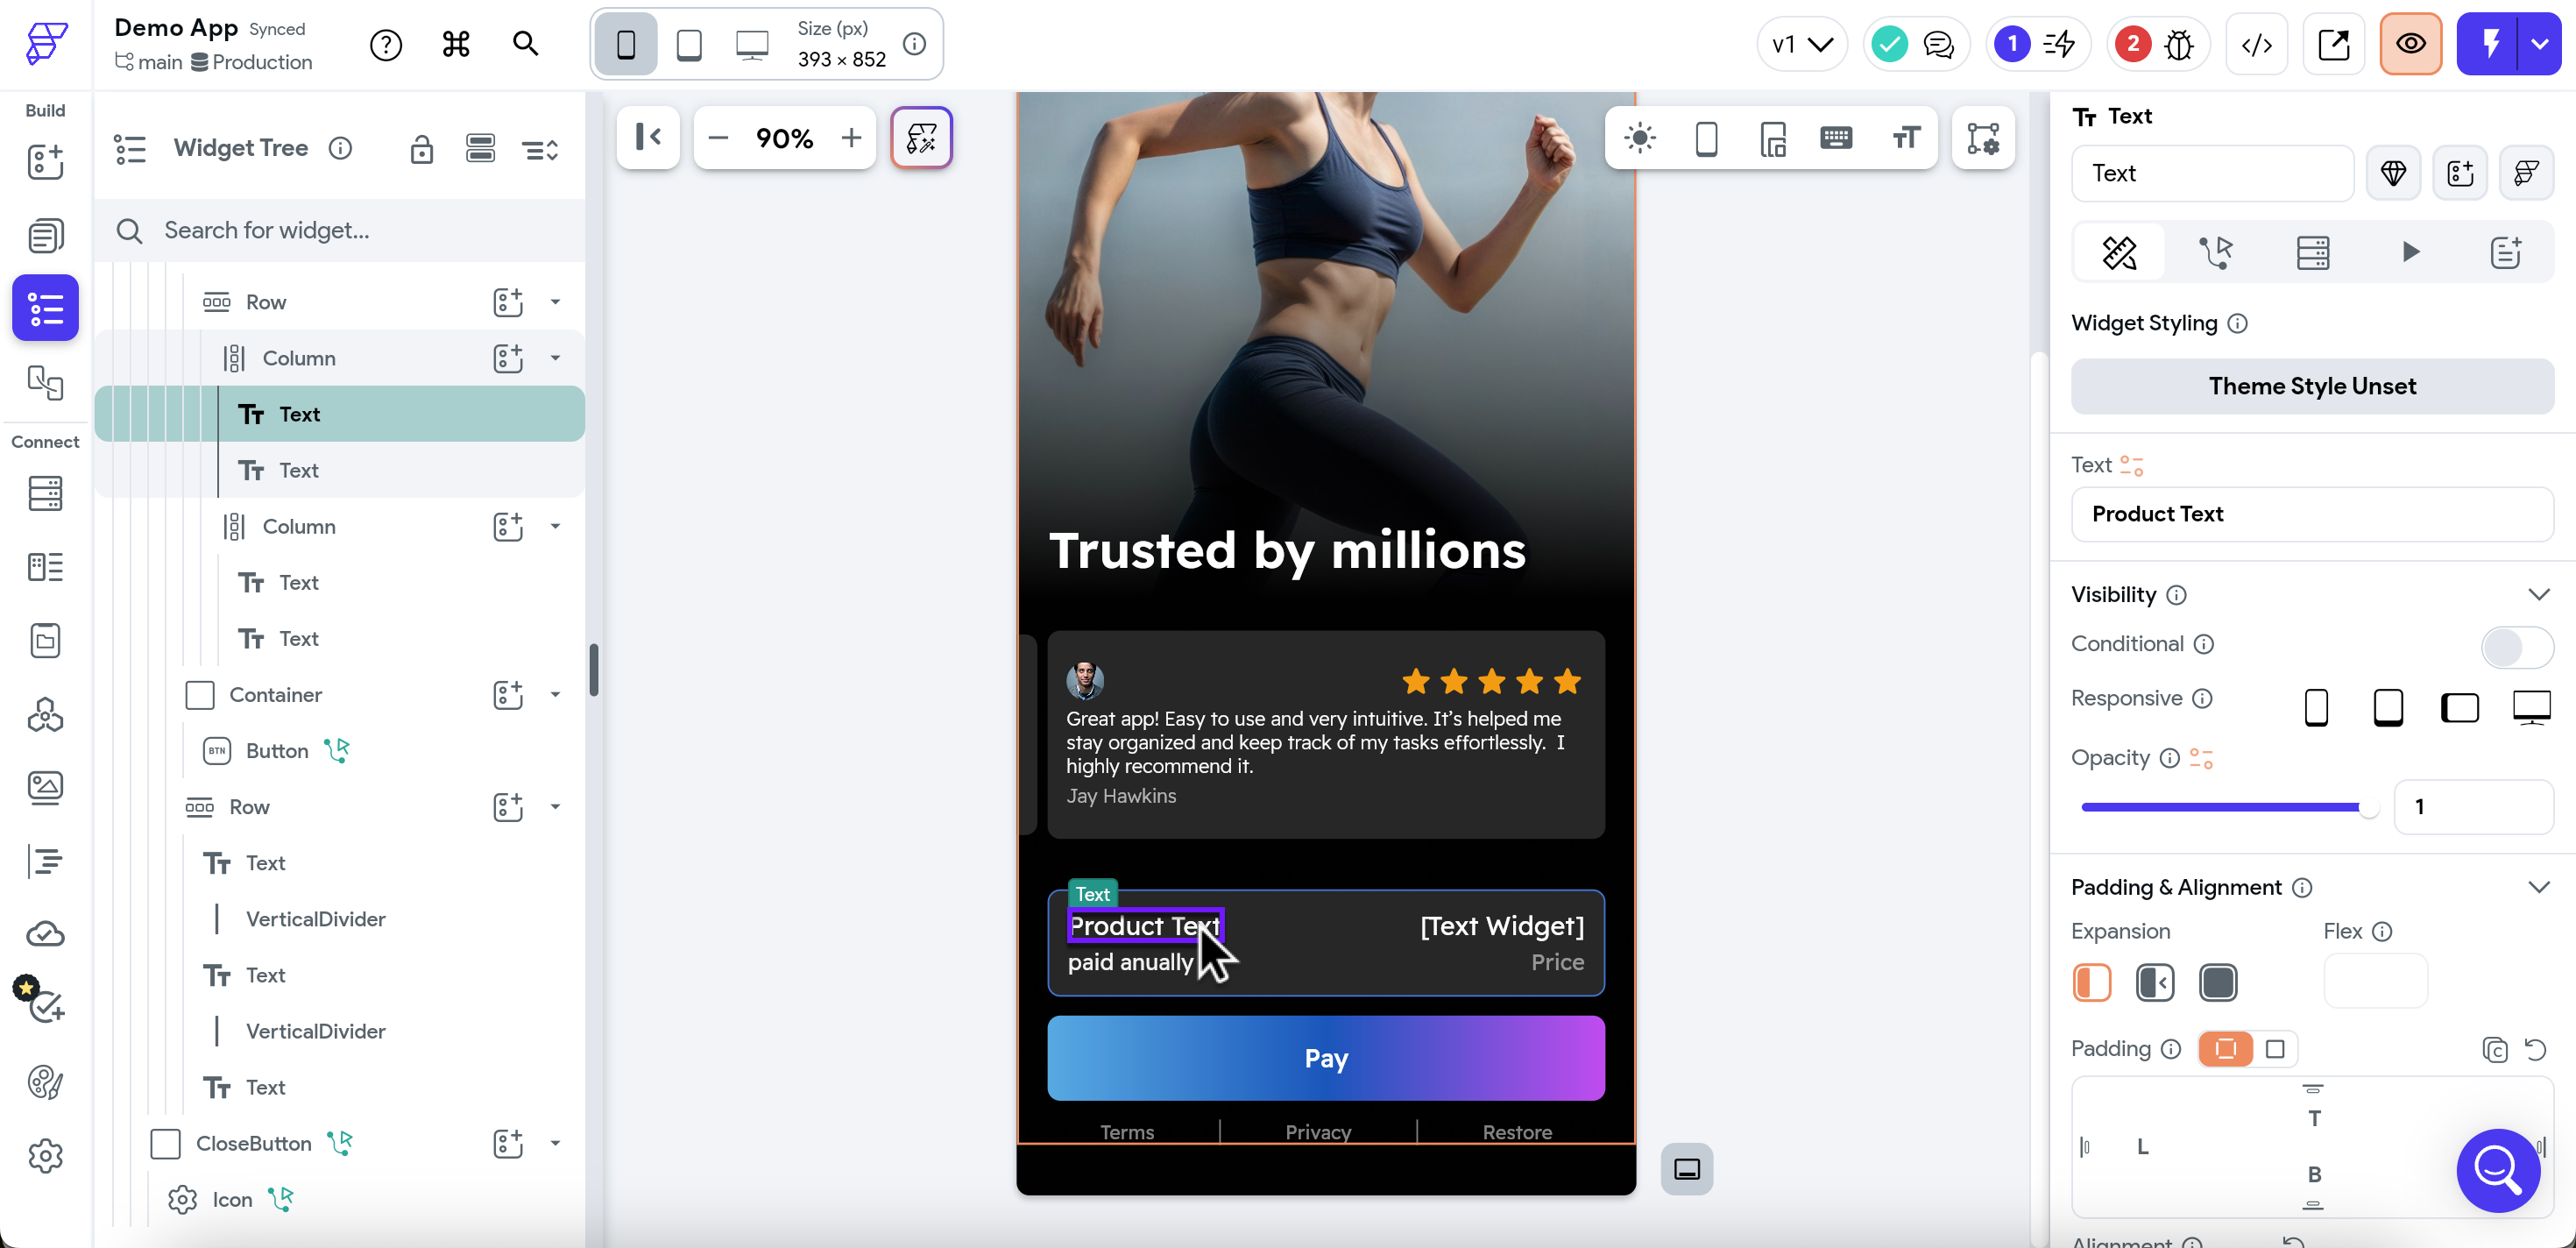 Demo App Synced
main Production
Size (px)
393 × 852
v1
1
2
Build
Connect
Widget Tree
Search for widget...
Row
Column
Text
Text
Column
Text
Text
Container
BTN Button
Row
Text
VerticalDivider
Text
VerticalDivider
Text
CloseButton
Icon
90%
Trusted by millions
Great app! Easy to use and very intuitive. It's helped me
stay organized and keep track of my tasks effortlessly. I
highly recommend it.
Jay Hawkins
Text
Product Text [Text Widget]
paid anually Price
Pay
Terms Privacy Restore
Text
Text
Widget Styling
Theme Style Unset
Text
Product Text
Visibility
Conditional
Responsive
Opacity
1
Padding & Alignment
Expansion Flex
Padding
T
L
B
Alignment